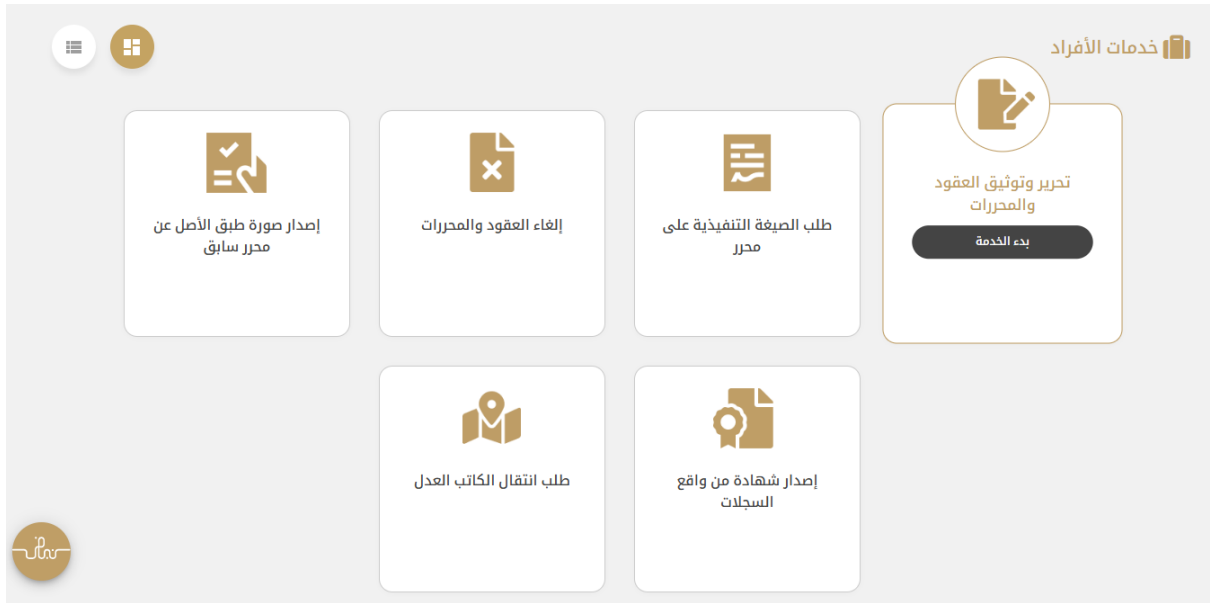 خدمات الأفراد
تحرير وتوثيق العقود
والمحررات
بدء الخدمة
طلب الصيغة التنفيذية على
محرر
إلغاء العقود والمحررات
إصدار صورة طبق الأصل عن
محرر سابق
إصدار شهادة من واقع
السجلات
طلب انتقال الكاتب العدل